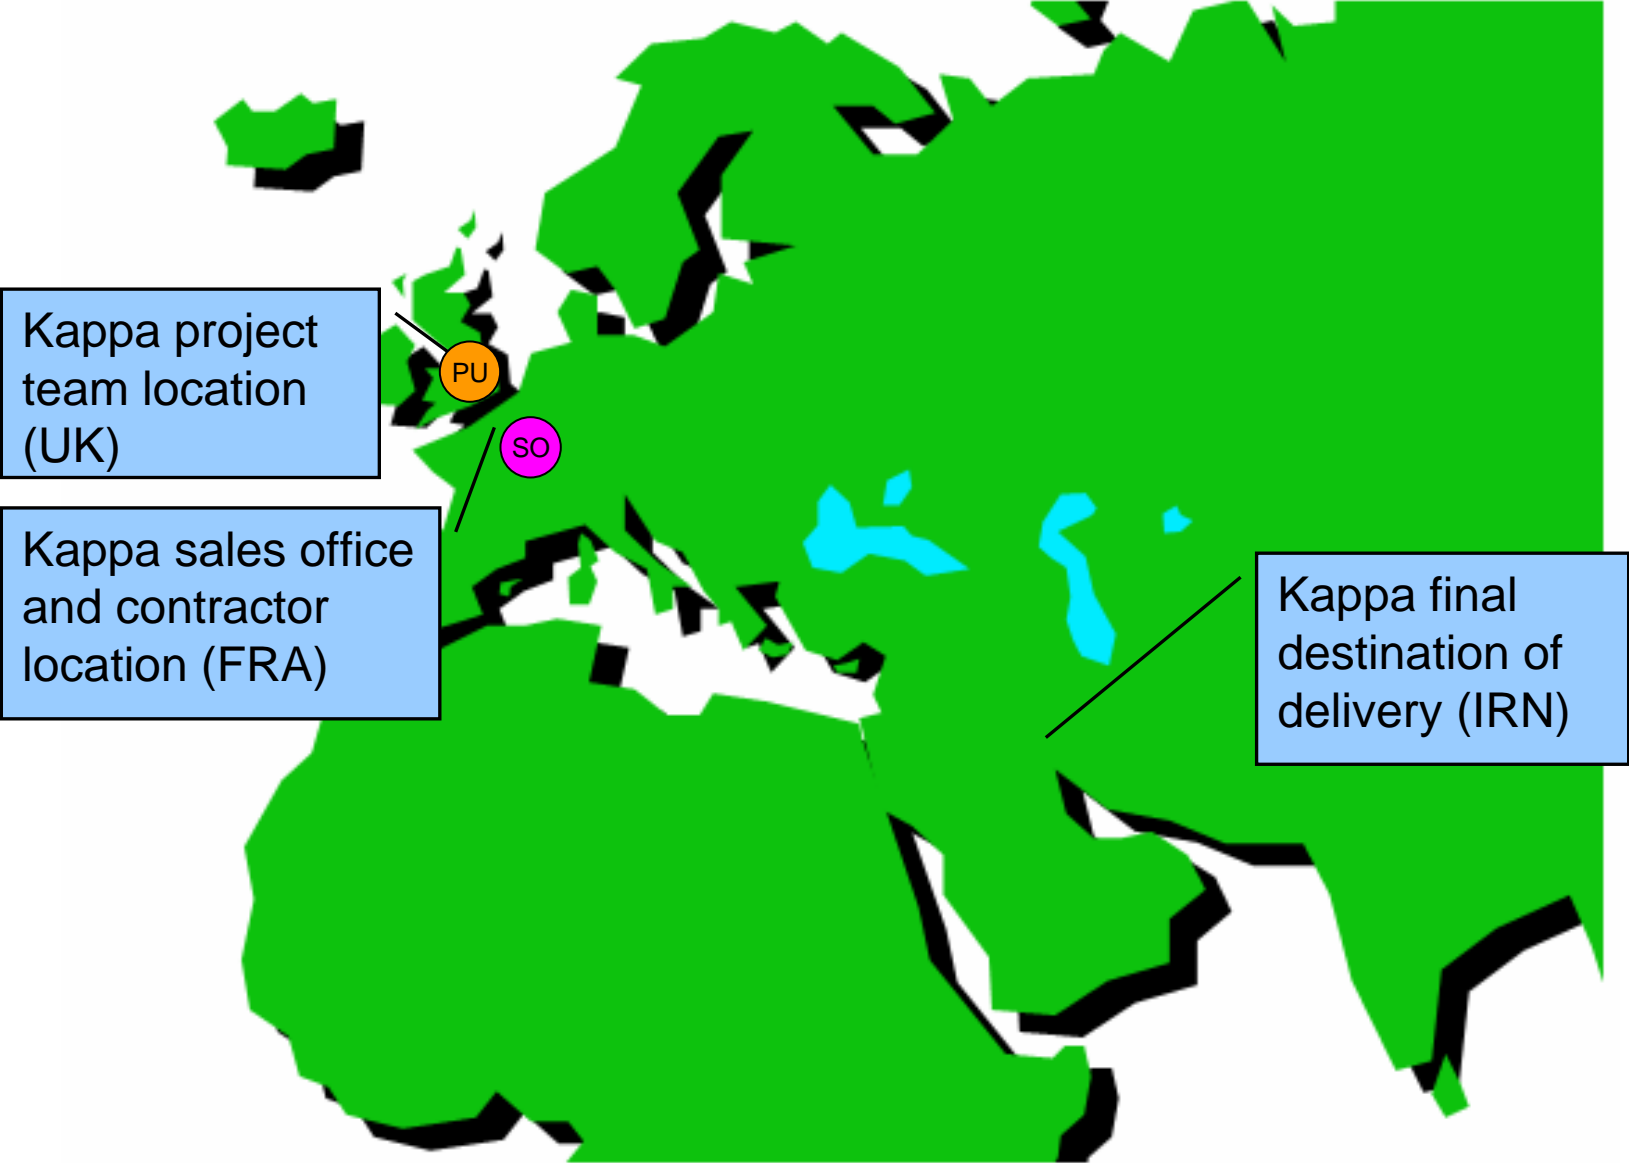 Kappa project
team location
(UK)
PU
SO
Kappa sales office
and contractor
location (FRA)
Kappa final
destination of
delivery (IRN)